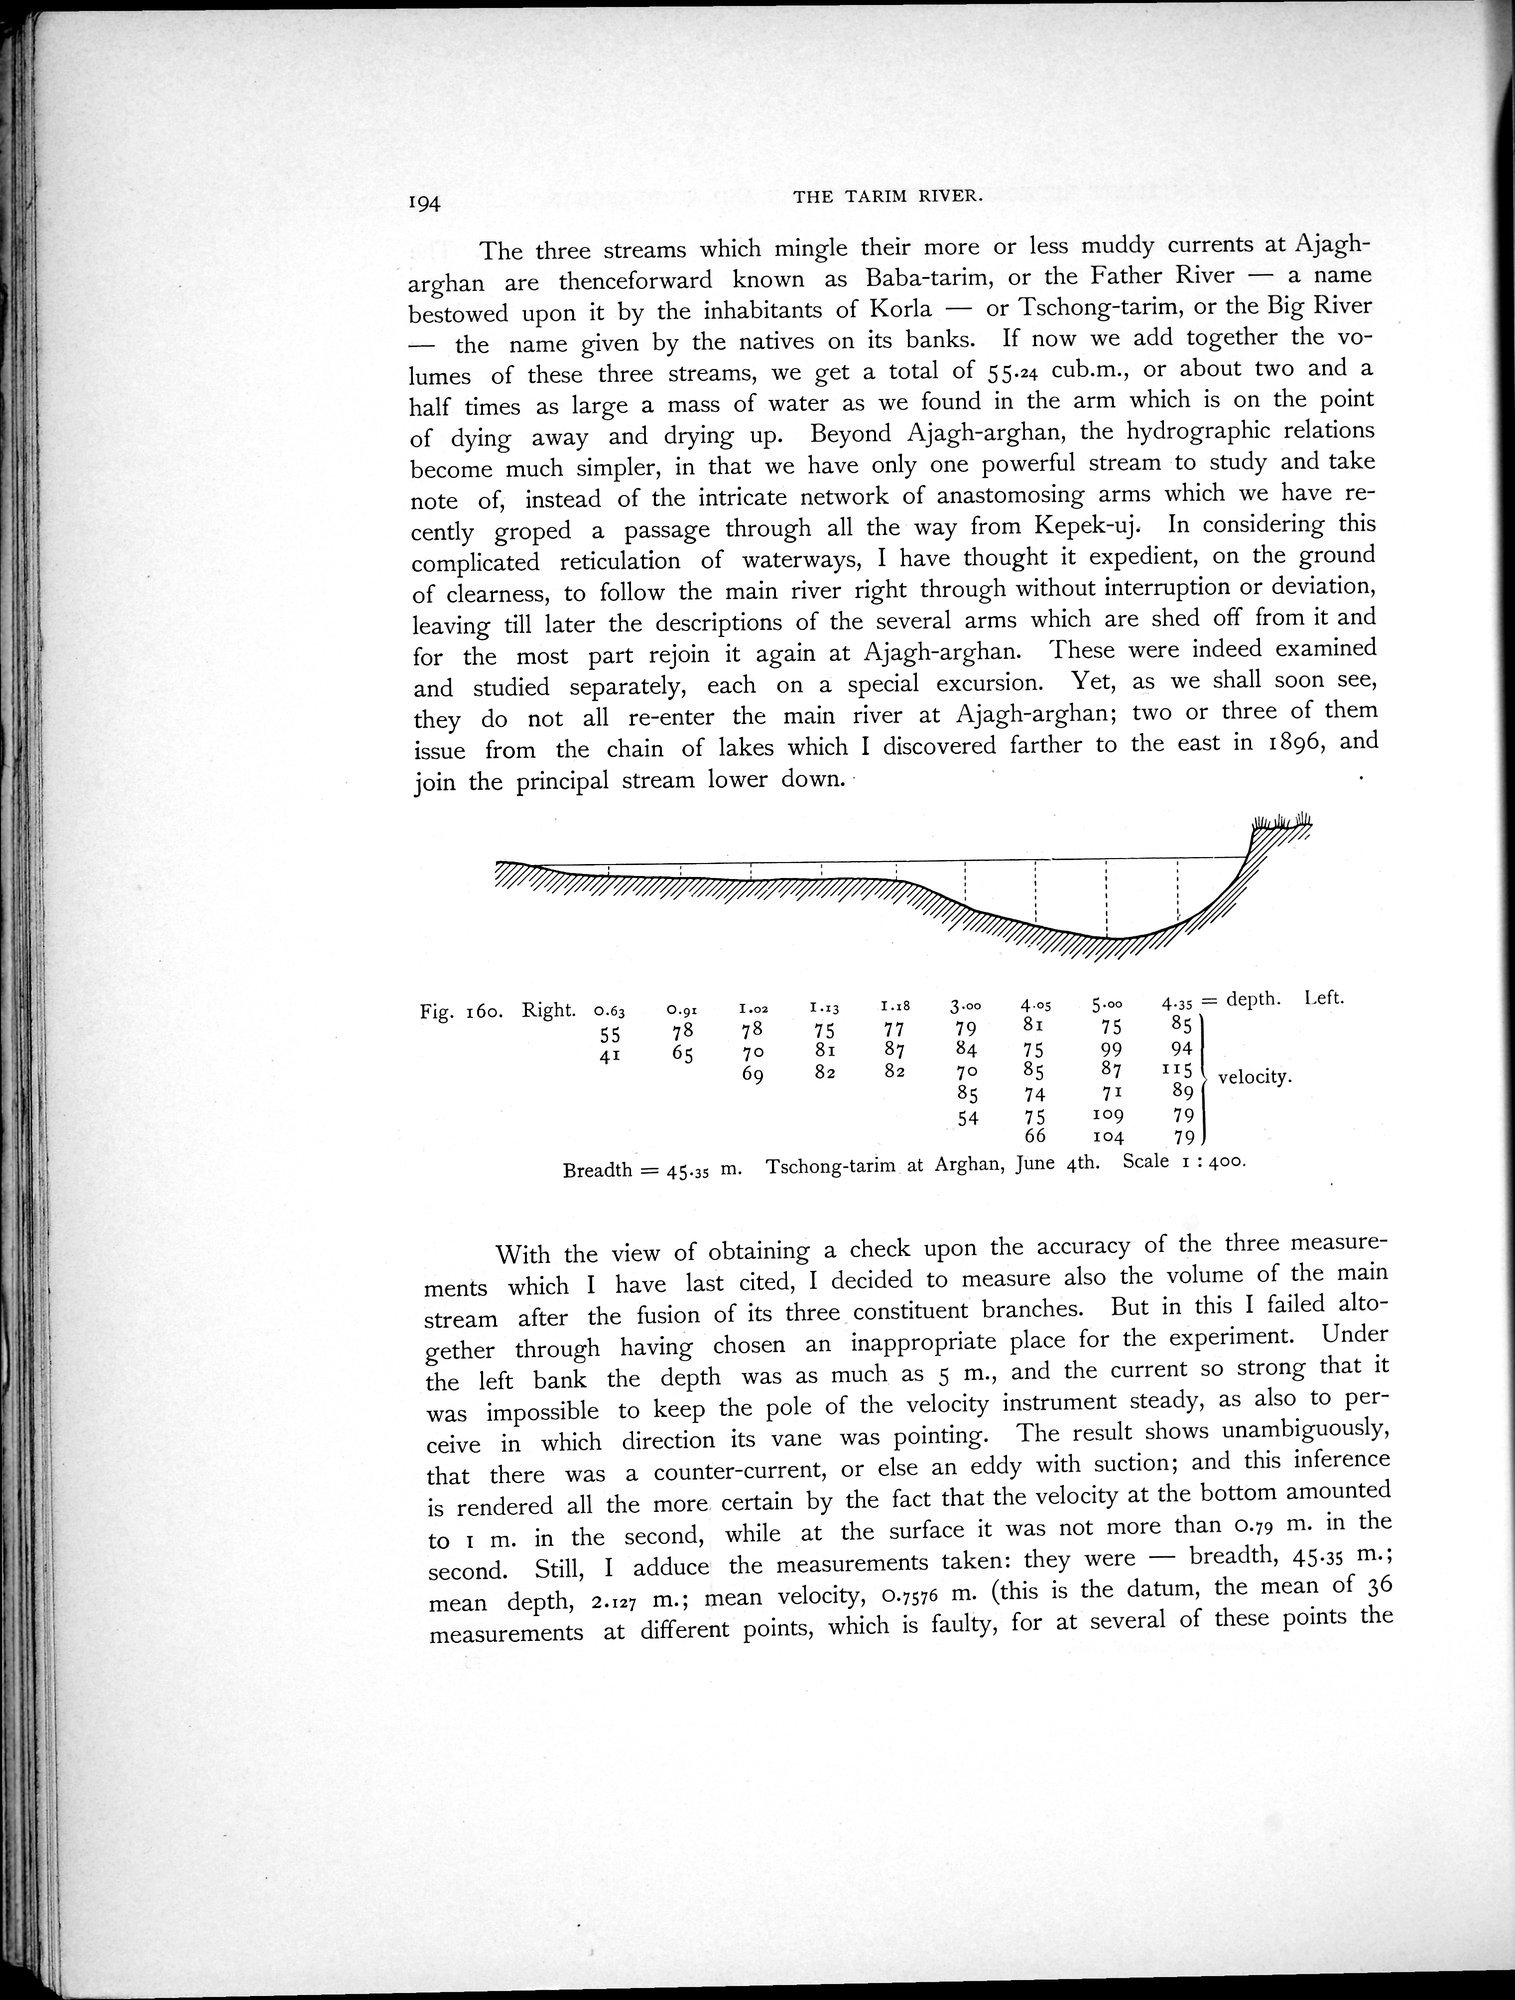 194
THE TARIM RIVER.
The three streams which mingle their more or less muddy currents at Ajagh-
arghan are thenceforward known as Baba-tarim, or the Father River — a name
bestowed upon it by the inhabitants of Korla — or Tschong-tarim, or the Big River
— the name given by the natives on its banks. If now we add together the vo-
lumes of these three streams, we get a total of 55.24 cub.m., or about two and a
half times as large a mass of water as we found in the arm which is on the point
of dying away and drying up. Beyond Ajagh-arghan, the hydrographic relations
become much simpler, in that we have only one powerful stream to study and take
note of, instead of the intricate network of anastomosing arms which we have re-
cently groped a passage through all the way from Kepek-uj. In considering this
complicated reticulation of waterways, I have thought it expedient, on the ground
of clearness, to follow the main river right through without interruption or deviation,
leaving till later the descriptions of the several arms which are shed off from it and
for the most part rejoin it again at Ajagh-arghan. These were indeed examined
and studied separately, each on a special excursion. Yet, as we shall soon see,
they do not all re-enter the main river at Ajagh-arghan; two or three of them
issue from the chain of lakes which I discovered farther to the east in 1896, and
join the principal stream lower down.
Fig. 160. Right. 0.63 0.91 1.02 1.13 1.18 3.00 4.05 5.00 4.35 = depth. Left.
55 78 78 75 77 79 81 75 85
41 65 70 81 87 84 75 99 94
69 82 82 70 85 87 115 velocity.
85 74 71 89
54 75 109 79
66 104 79
Breadth = 45.35 m. Tschong-tarim at Arghan, June 4th. Scale 1 : 400.
With the view of obtaining a check upon the accuracy of the three measure-
ments which I have last cited, I decided to measure also the volume of the main
stream after the fusion of its three constituent branches. But in this I failed alto-
gether through having chosen an inappropriate place for the experiment. Under
the left bank the depth was as much as 5 m., and the current so strong that it
was impossible to keep the pole of the velocity instrument steady, as also to per-
ceive in which direction its vane was pointing. The result shows unambiguously,
that there was a counter-current, or else an eddy with suction; and this inference
is rendered all the more certain by the fact that the velocity at the bottom amounted
to 1 m. in the second, while at the surface it was not more than 0.79 m. in the
second. Still, I adduce the measurements taken: they were — breadth, 45.35 m.;
mean depth, 2.127 m.; mean velocity, 0.7576 m. (this is the datum, the mean of 36
measurements at different points, which is faulty, for at several of these points the